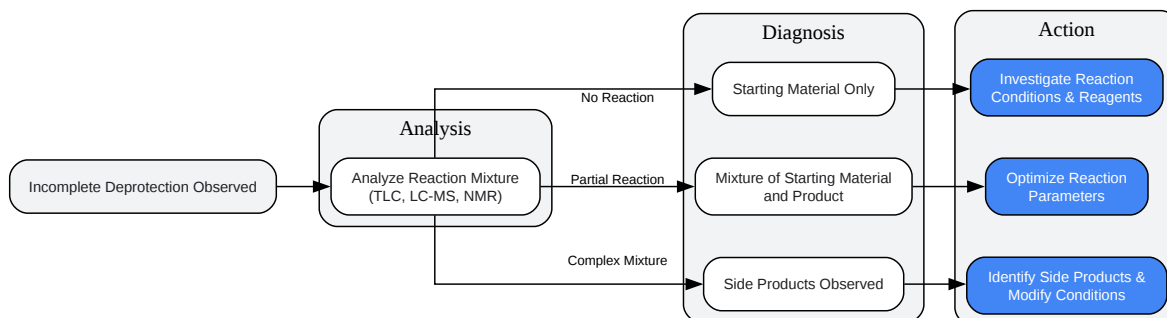 Diagnosis
Action
No Reaction
Starting Material Only
Investigate Reaction
Conditions & Reagents
Analysis
Incomplete Deprotection Observed
Analyze Reaction Mixture
(TLC, LC-MS, NMR)
Partial Reaction
Mixture of Starting Material
and Product
Optimize Reaction
Parameters
Complex Mixture
Side Products Observed
Identify Side Products &
Modify Conditions